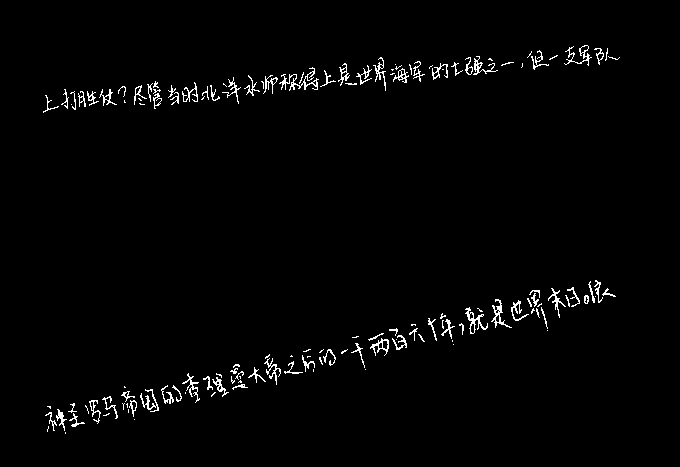 上打胜仗？尽管当时北洋水师称得上是世界海军的十强之一，但一支军队
神圣罗马帝国的查理曼大帝之后的一千两百六十年，就是世界末日。依